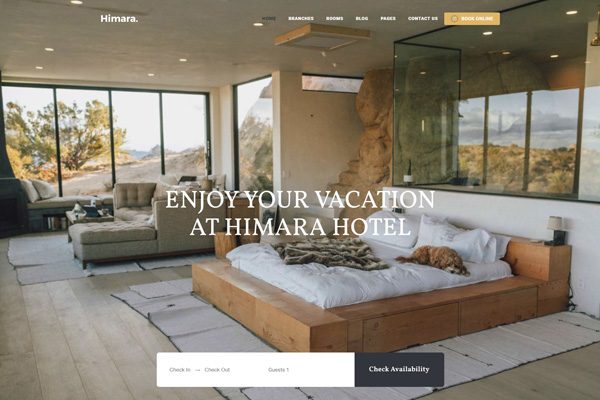 Himara.
HOME BRANCHES ROOMS BLOG PAGES CONTACT US BOOK ONLINE
ENJOY YOUR VACATION
AT HIMARA HOTEL
Check In → Check Out Guests 1 Check Availability